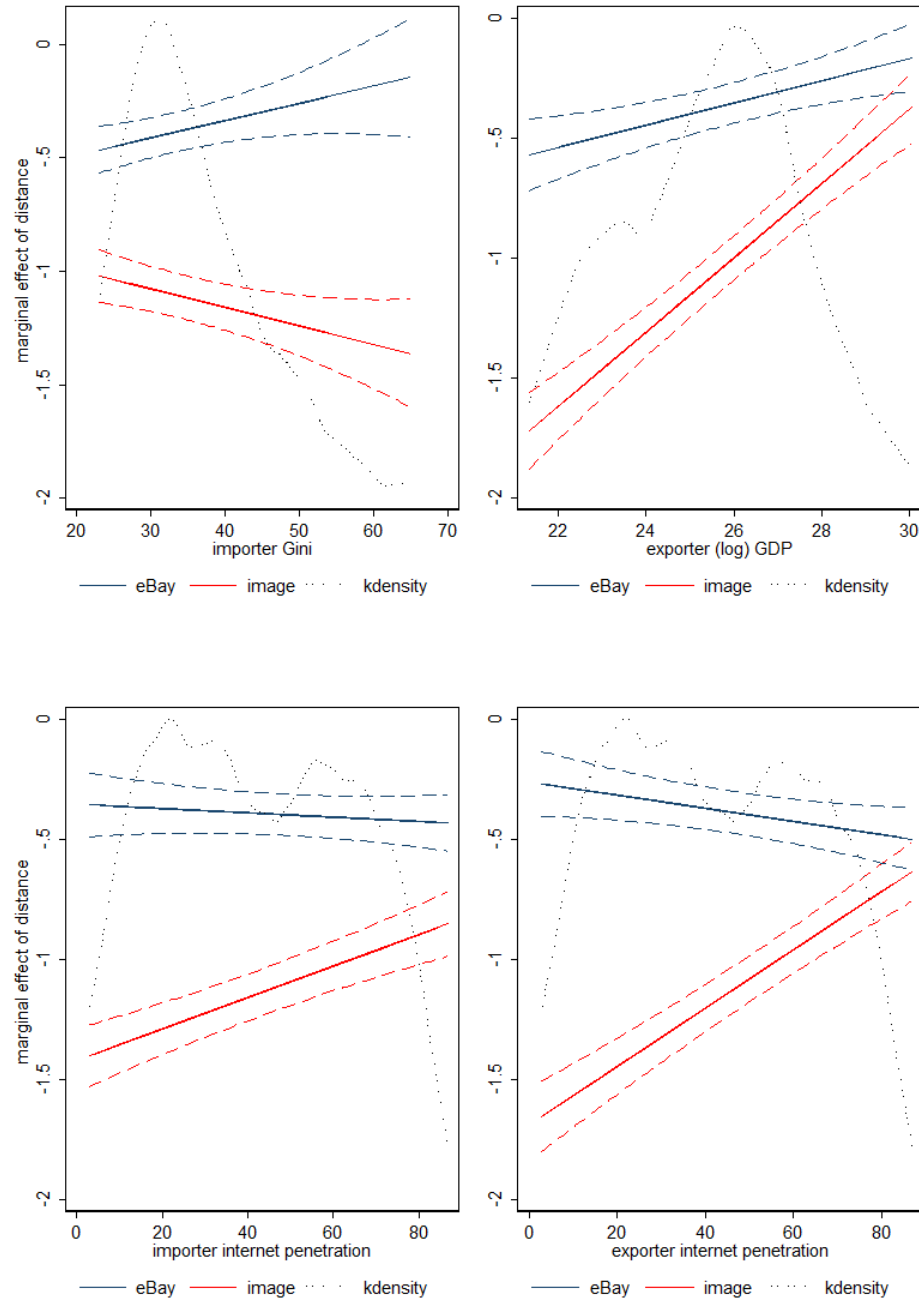 marginal effect of distance
0
-.5
-1
-1.5
-2
20 30 40 50 60 70
importer Gini
eBay image kdensity
0
-.5
-1
-1.5
-2
22 24 26 28 30
exporter (log) GDP
eBay image kdensity
marginal effect of distance
0
-.5
-1
-1.5
-2
0 20 40 60 80
importer internet penetration
eBay image kdensity
0
-.5
-1
-1.5
-2
0 20 40 60 80
exporter internet penetration
eBay image kdensity